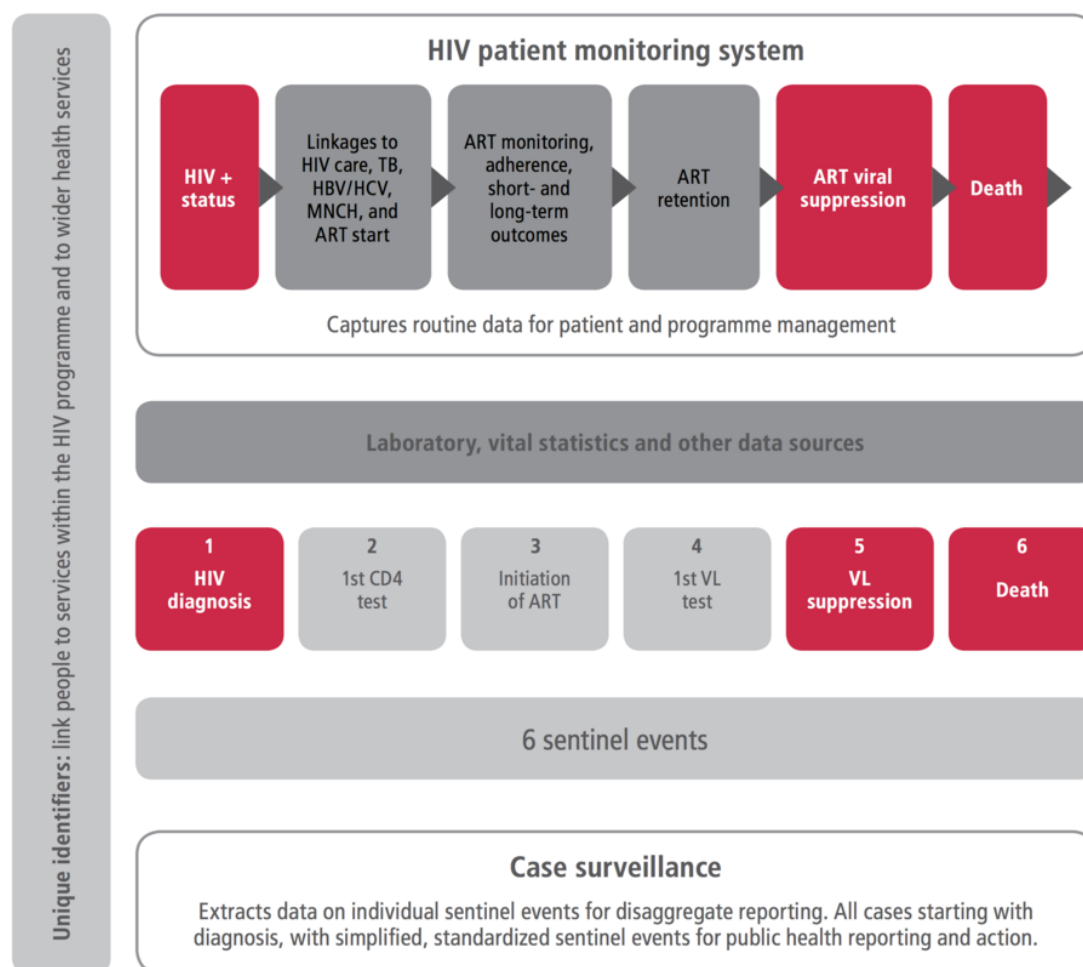 Unique identifiers: link people to services within the HIV programme and to wider health services
HIV patient monitoring system
HIV +
status
Linkages to
HIV care, TB,
HBV/HCV,
MNCH, and
ART start
ART monitoring,
adherence,
short- and
long-term
outcomes
ART
retention
ART viral
suppression
Death
Captures routine data for patient and programme management
Laboratory, vital statistics and other data sources
1
HIV
diagnosis
2
1st CD4
test
3
Initiation
of ART
4
1st VL
test
5
VL
suppression
6
Death
6 sentinel events
Case surveillance
Extracts data on individual sentinel events for disaggregate reporting. All cases starting with
diagnosis, with simplified, standardized sentinel events for public health reporting and action.